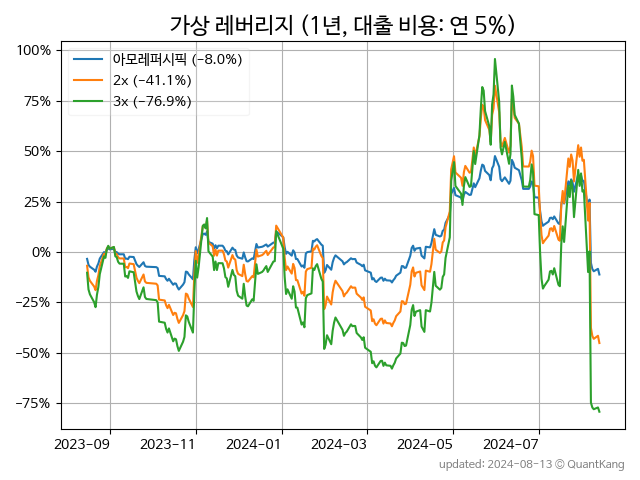 가상 레버리지 (1년, 대출 비용: 연 5%)
아모레퍼시픽 (−8.0%)
2x (−41.1%)
3x (−76.9%)
100%
75%
50%
25%
0%
−25%
−50%
−75%
2023-09 2023-11 2024-01 2024-03 2024-05 2024-07
updated: 2024-08-13 © QuantKang